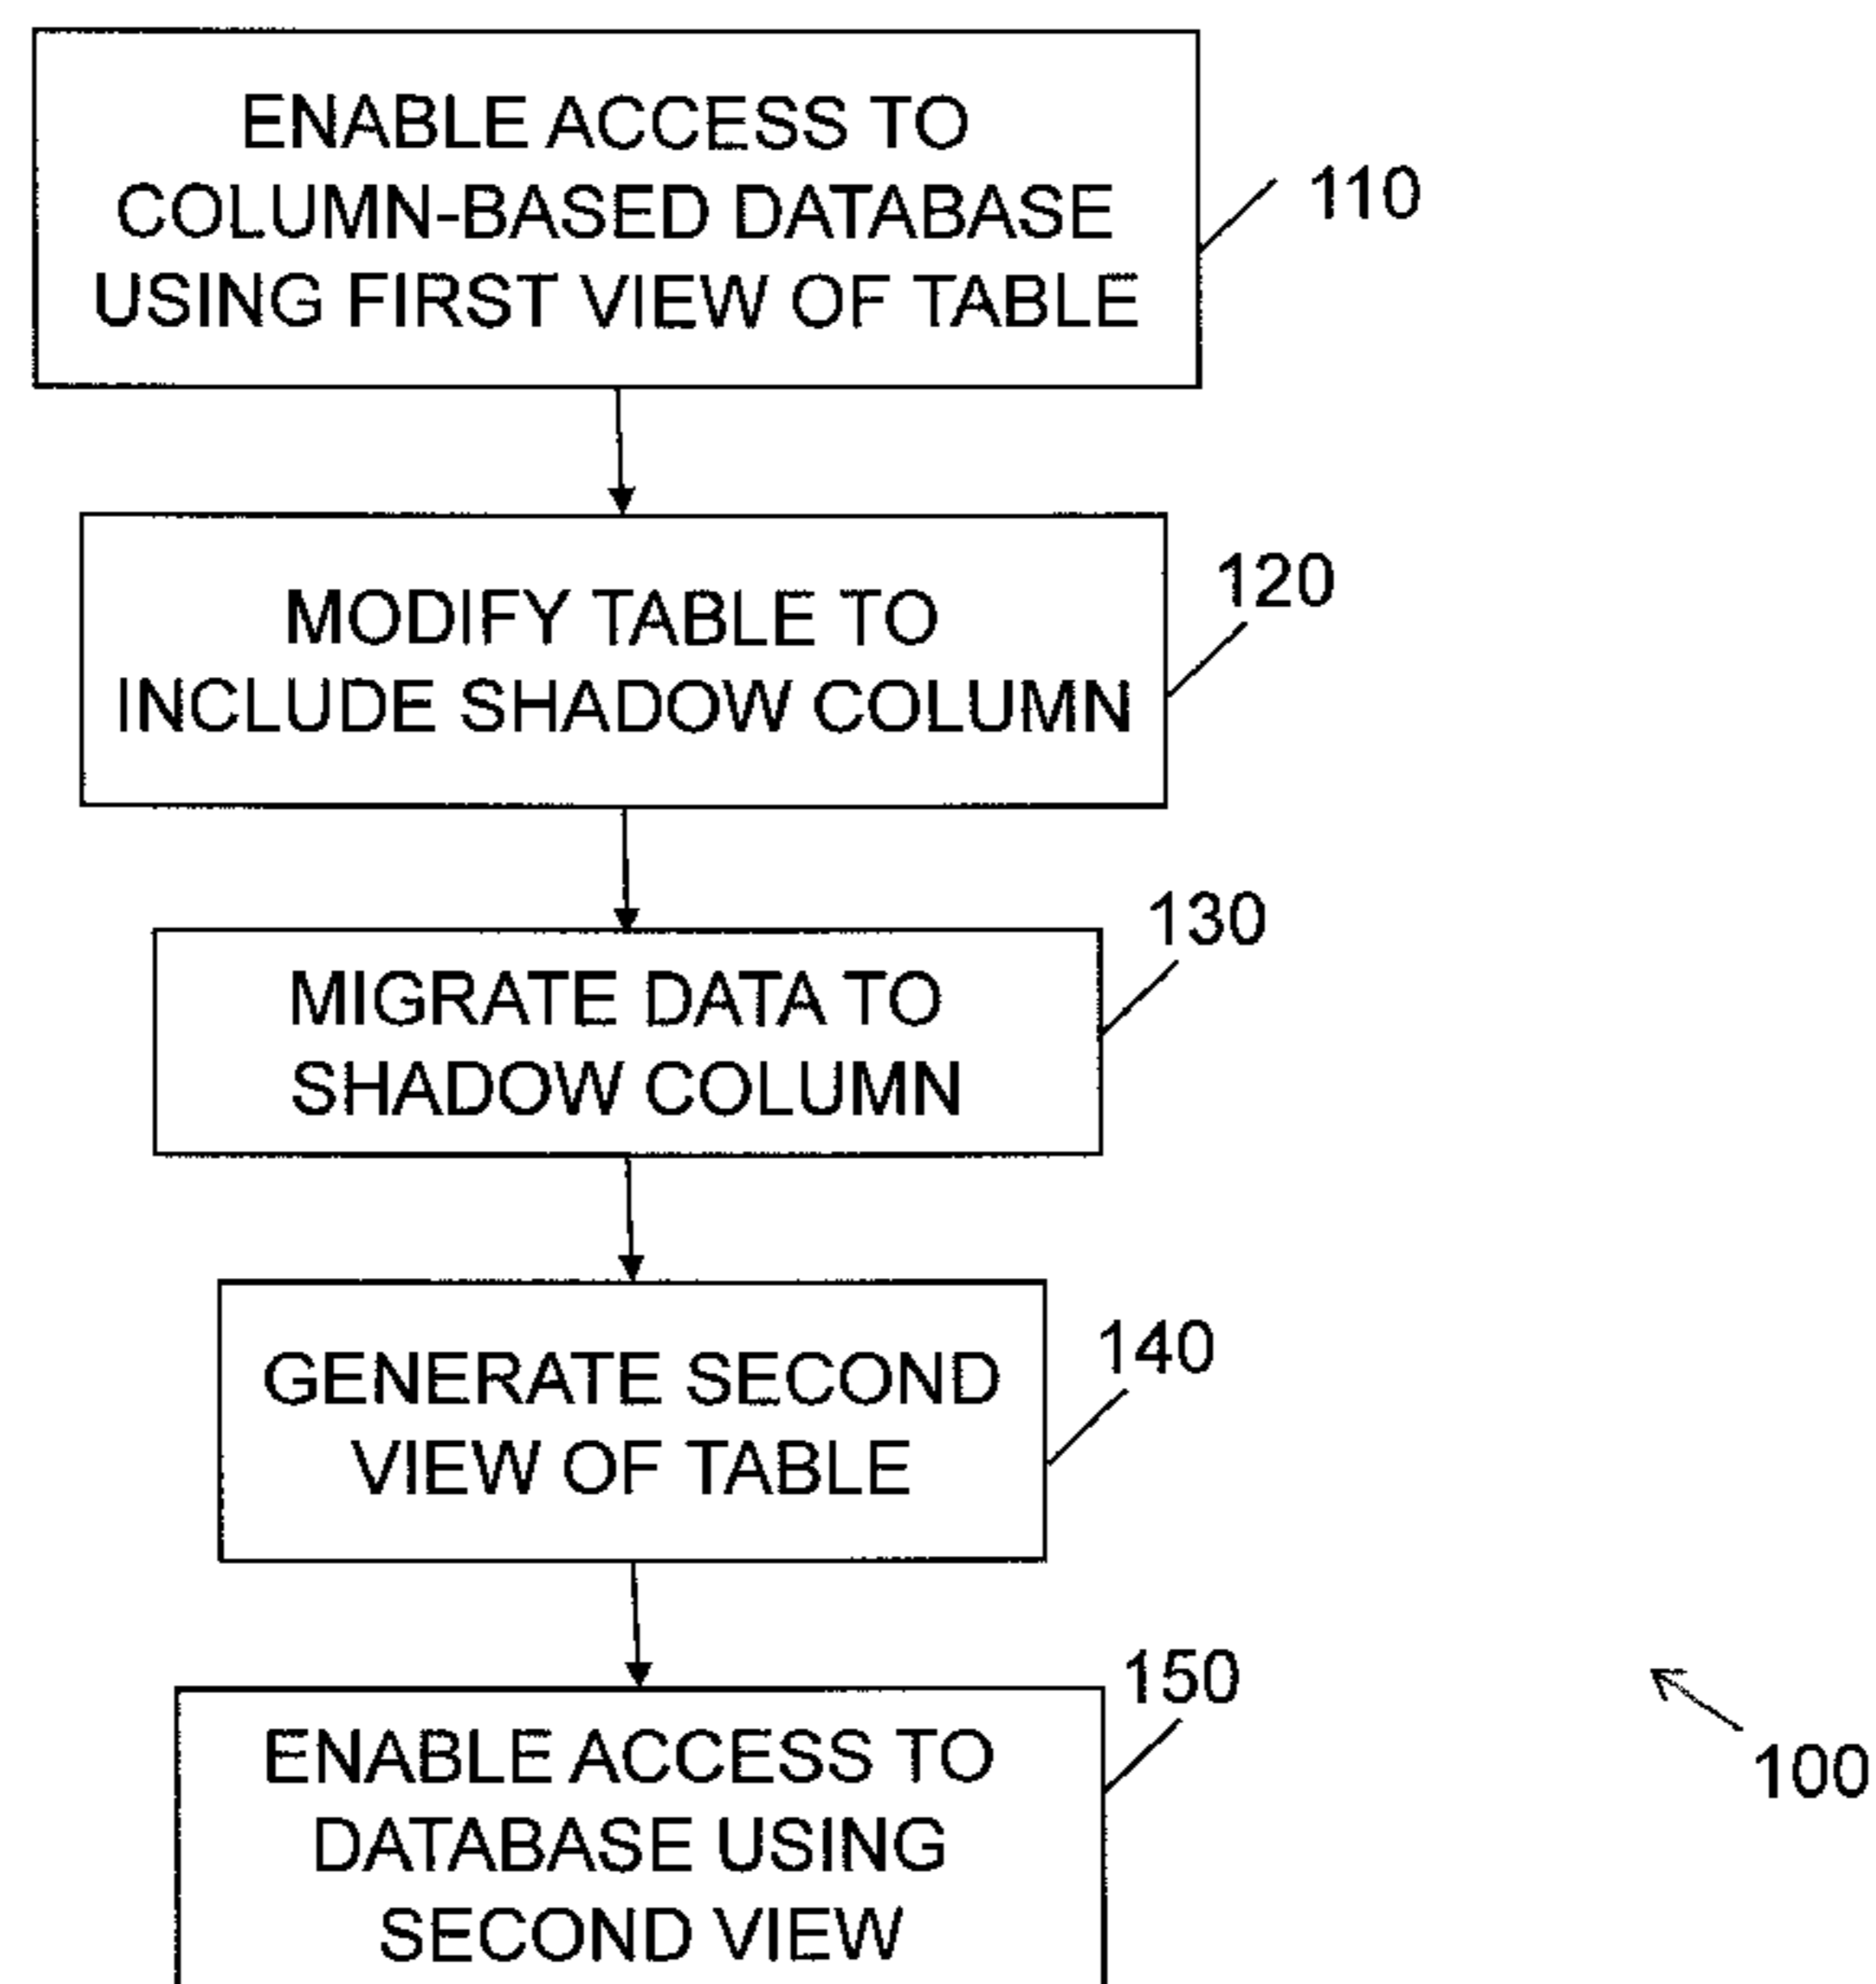 ENABLE ACCESS TO
COLUMN-BASED DATABASE
USING FIRST VIEW OF TABLE
110
MODIFY TABLE TO
INCLUDE SHADOW COLUMN
120
MIGRATE DATA TO
SHADOW COLUMN
130
GENERATE SECOND
VIEW OF TABLE
140
ENABLE ACCESS TO
DATABASE USING
SECOND VIEW
150
100